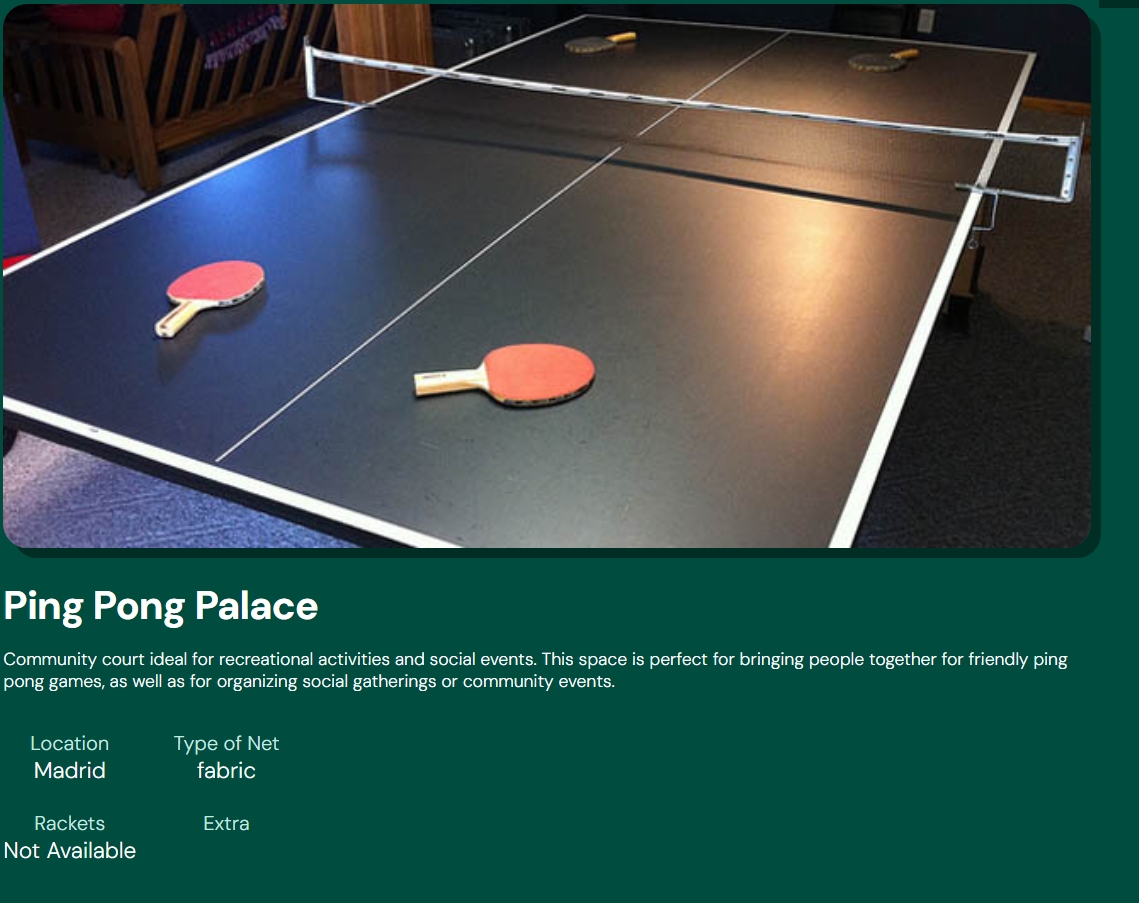 Ping Pong Palace
Community court ideal for recreational activities and social events. This space is perfect for bringing people together for friendly ping
pong games, as well as for organizing social gatherings or community events.
Location
Type of Net
Madrid
fabric
Rackets
Extra
Not Available